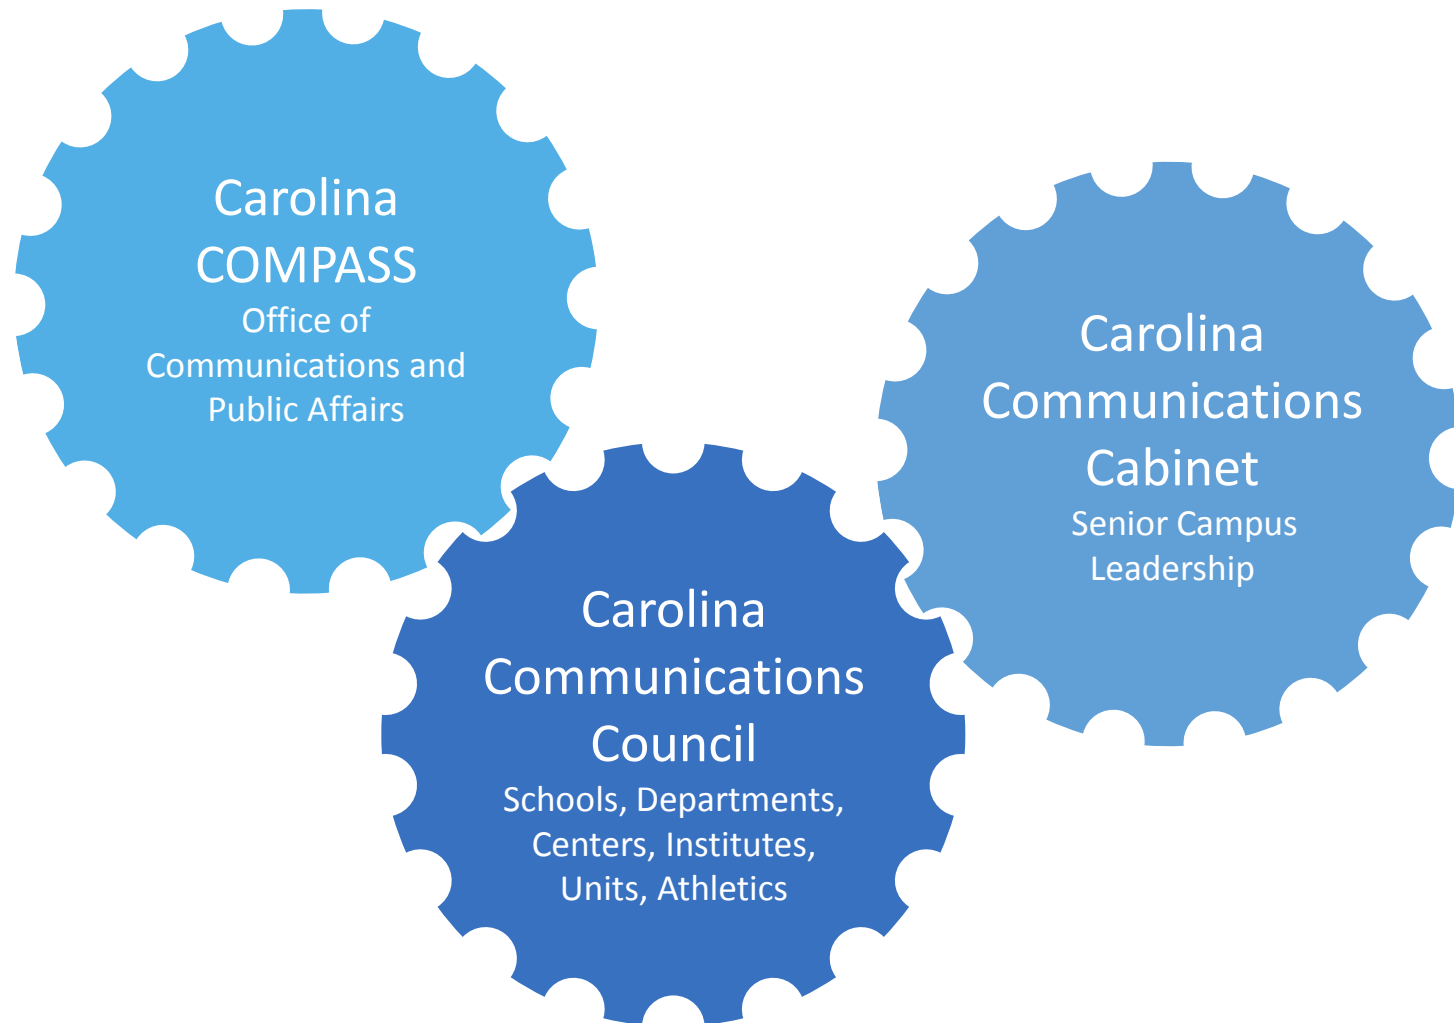 Carolina
COMPASS
Office of
Communications and
Public Affairs
Carolina
Communications
Council
Schools, Departments,
Centers, Institutes,
Units, Athletics
Carolina
Communications
Cabinet
Senior Campus
Leadership